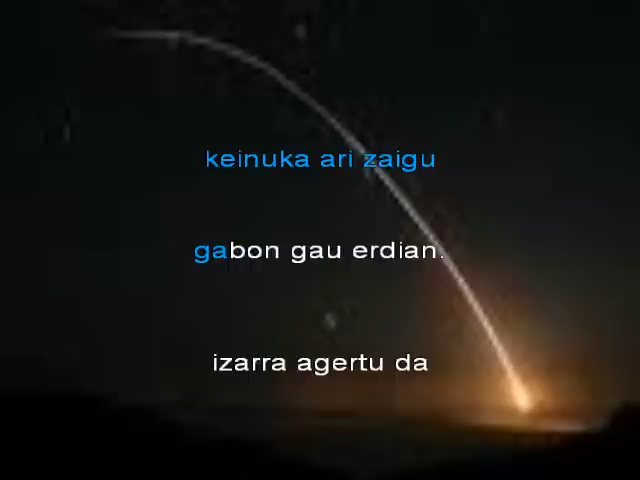 keinuka ari zaigu
gabon gau erdian.
izarra agertu da